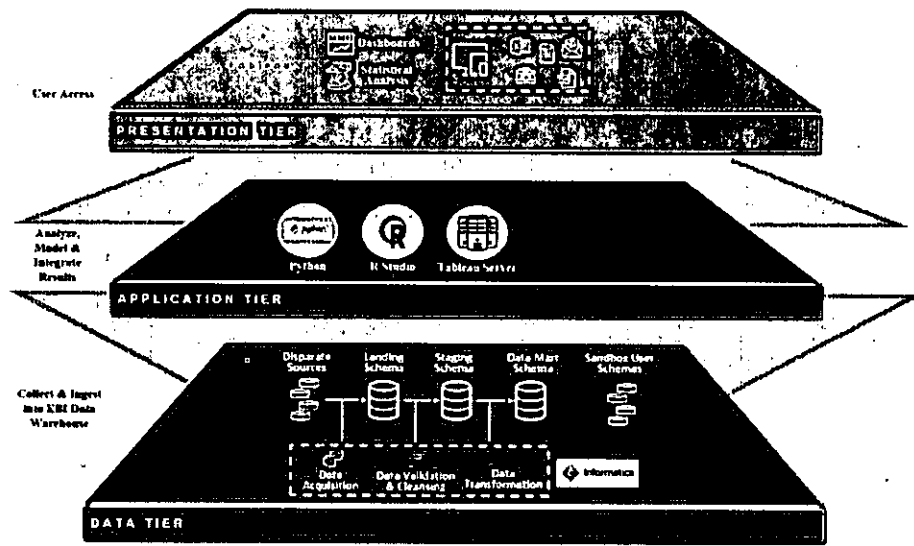 Dashboards
Statistical
Analysis
User Access
PRESENTATION TIER
Analyze,
Model &
Integrate
Results
python
R
Python
R Studio
Tableau Server
APPLICATION TIER
Disparate
Sources
Landing
Schema
Staging
Schema
Data Mart
Schema
Sandbox User
Schemas
Collect & Ingest
into KBI Data
Warehouse
Data
Acquisition
Data Validation
& Cleansing
Data
Transformation
Informatica
DATA TIER